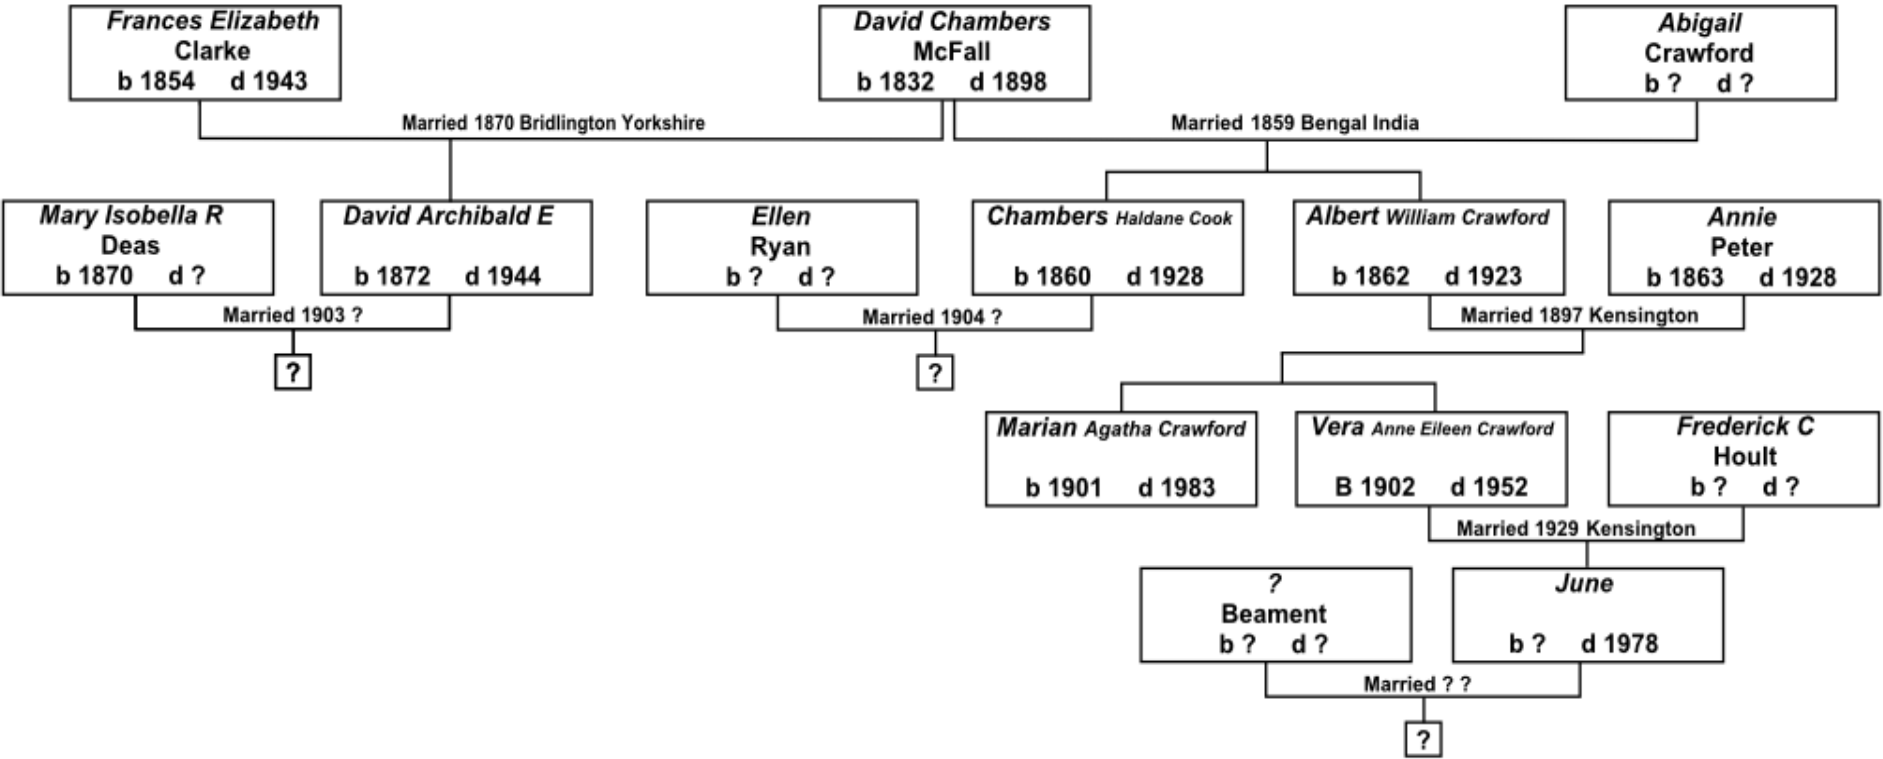 Frances Elizabeth
Clarke
b 1854 d 1943
David Chambers
McFall
b 1832 d 1898
Abigail
Crawford
b ? d ?
Married 1870 Bridlington Yorkshire
Married 1859 Bengal India
Mary Isobella R
Deas
b 1870 d ?
David Archibald E
b 1872 d 1944
Ellen
Ryan
b ? d ?
Chambers Haldane Cook
b 1860 d 1928
Albert William Crawford
b 1862 d 1923
Annie
Peter
b 1863 d 1928
Married 1903 ?
Married 1904 ?
Married 1897 Kensington
?
?
Marian Agatha Crawford
b 1901 d 1983
Vera Anne Eileen Crawford
B 1902 d 1952
Frederick C
Hoult
b ? d ?
Married 1929 Kensington
?
Beament
b ? d ?
June
b ? d 1978
Married ? ?
?